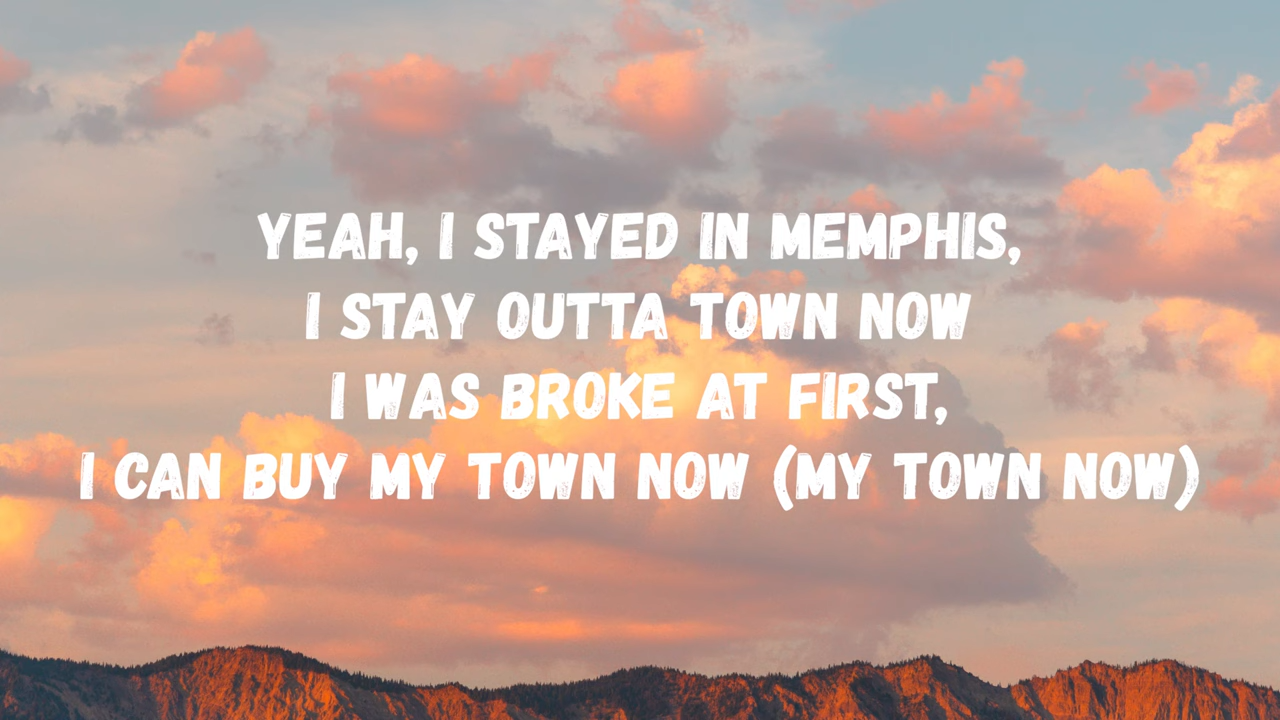 YEAH, I STAYED IN MEMPHIS,
I STAY OUTTA TOWN NOW
I WAS BROKE AT FIRST,
I CAN BUY MY TOWN NOW (MY TOWN NOW)